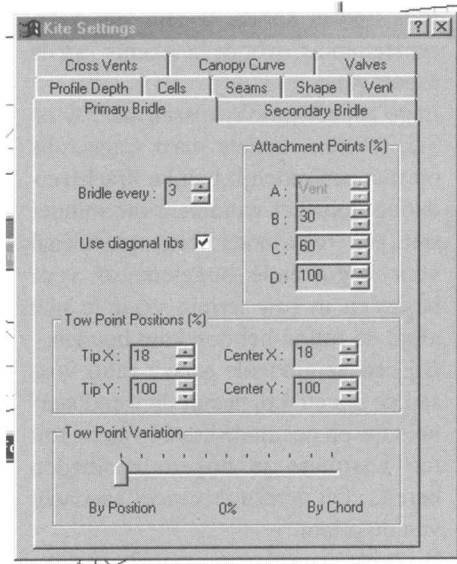 Kite Settings
Cross Vents Canopy Curve Valves
Profile Depth Cells Seams Shape Vent
Primary Bridle Secondary Bridle
Attachment Points (%)
Bridle every : 3
A : Vent
B : 30
Use diagonal ribs
C : 60
D : 100
Tow Point Positions (%)
Tip X : 18 Center X : 18
Tip Y : 100 Center Y : 100
Tow Point Variation
By Position 0% By Chord